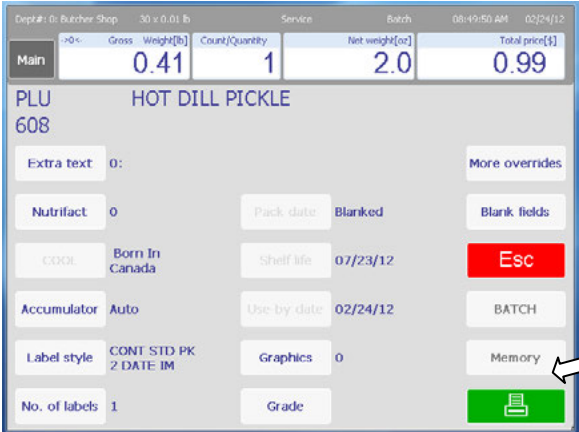 Dept#: 0: Butcher Shop 30 x 0.01 lb Service Batch 08:49:50 AM 02/24/12
Main ->0<- Gross Weight[lb] Count/Quantity Net weight[oz] Total price[$]
0.41 1 2.0 0.99
PLU HOT DILL PICKLE
608
Extra text 0: More overrides
Nutrifact 0 Pack date Blanked Blank fields
COOL Born In Canada Shelf life 07/23/12 Esc
Accumulator Auto Use-by date 02/24/12 BATCH
Label style CONT STD PK 2 DATE IM Graphics 0 Memory
No. of labels 1 Grade